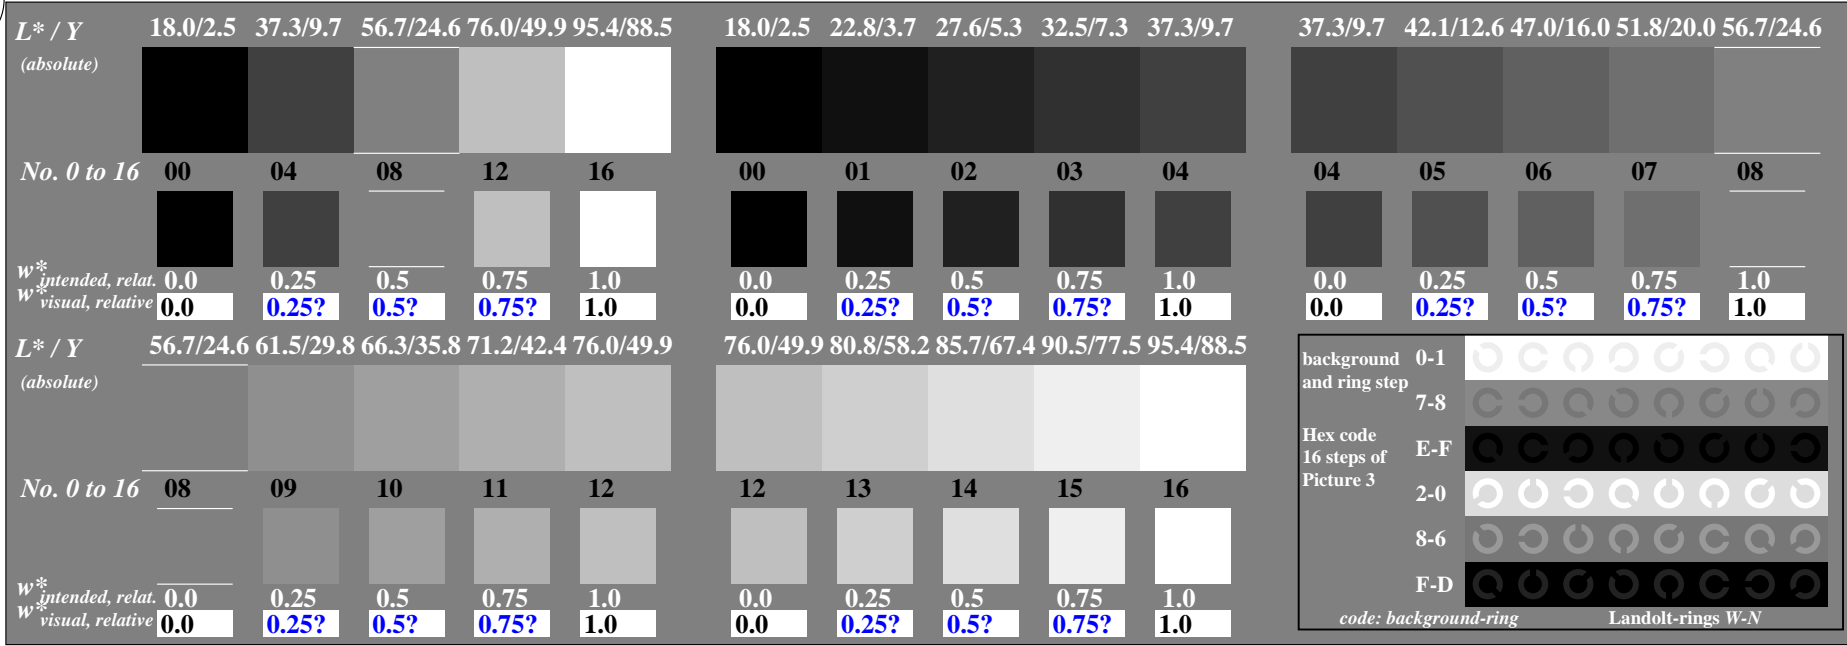 L* / Y 18.0/2.5 37.3/9.7 56.7/24.6 76.0/49.9 95.4/88.5 18.0/2.5 22.8/3.7 27.6/5.3 32.5/7.3 37.3/9.7 37.3/9.7 42.1/12.6 47.0/16.0 51.8/20.0 56.7/24.6
(absolute)
No. 0 to 16 00 04 08 12 16 00 01 02 03 04 04 05 06 07 08
w*intended, relat. 0.0 0.25 0.5 0.75 1.0 0.0 0.25 0.5 0.75 1.0 0.0 0.25 0.5 0.75 1.0
w*visual, relative 0.0 0.25? 0.5? 0.75? 1.0 0.0 0.25? 0.5? 0.75? 1.0 0.0 0.25? 0.5? 0.75? 1.0
L* / Y 56.7/24.6 61.5/29.8 66.3/35.8 71.2/42.4 76.0/49.9 76.0/49.9 80.8/58.2 85.7/67.4 90.5/77.5 95.4/88.5
(absolute)
No. 0 to 16 08 09 10 11 12 12 13 14 15 16
w*intended, relat. 0.0 0.25 0.5 0.75 1.0 0.0 0.25 0.5 0.75 1.0
w*visual, relative 0.0 0.25? 0.5? 0.75? 1.0 0.0 0.25? 0.5? 0.75? 1.0
background 0-1
and ring step
7-8
Hex code
E-F
16 steps of
Picture 3
2-0
8-6
F-D
code: background-ring Landolt-rings W-N